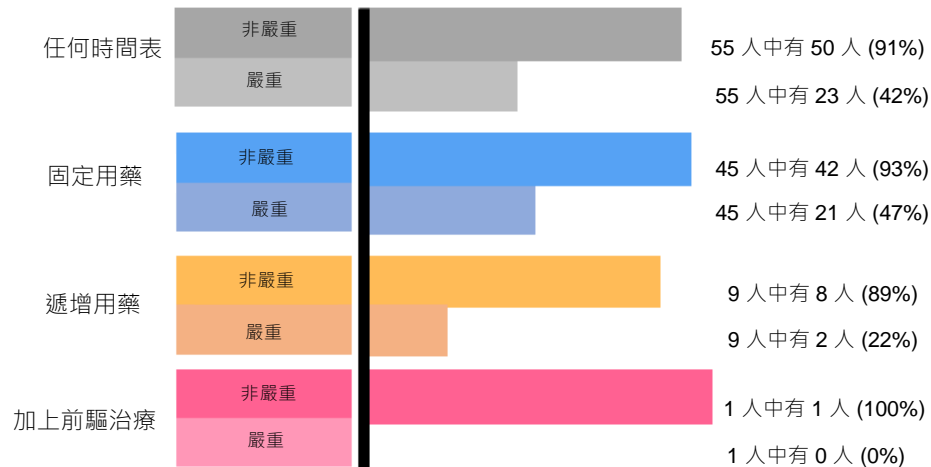 任何時間表
非嚴重
55 人中有 50 人 (91%)
嚴重
55 人中有 23 人 (42%)
固定用藥
非嚴重
45 人中有 42 人 (93%)
嚴重
45 人中有 21 人 (47%)
遞增用藥
非嚴重
9 人中有 8 人 (89%)
嚴重
9 人中有 2 人 (22%)
加上前驅治療
非嚴重
1 人中有 1 人 (100%)
嚴重
1 人中有 0 人 (0%)